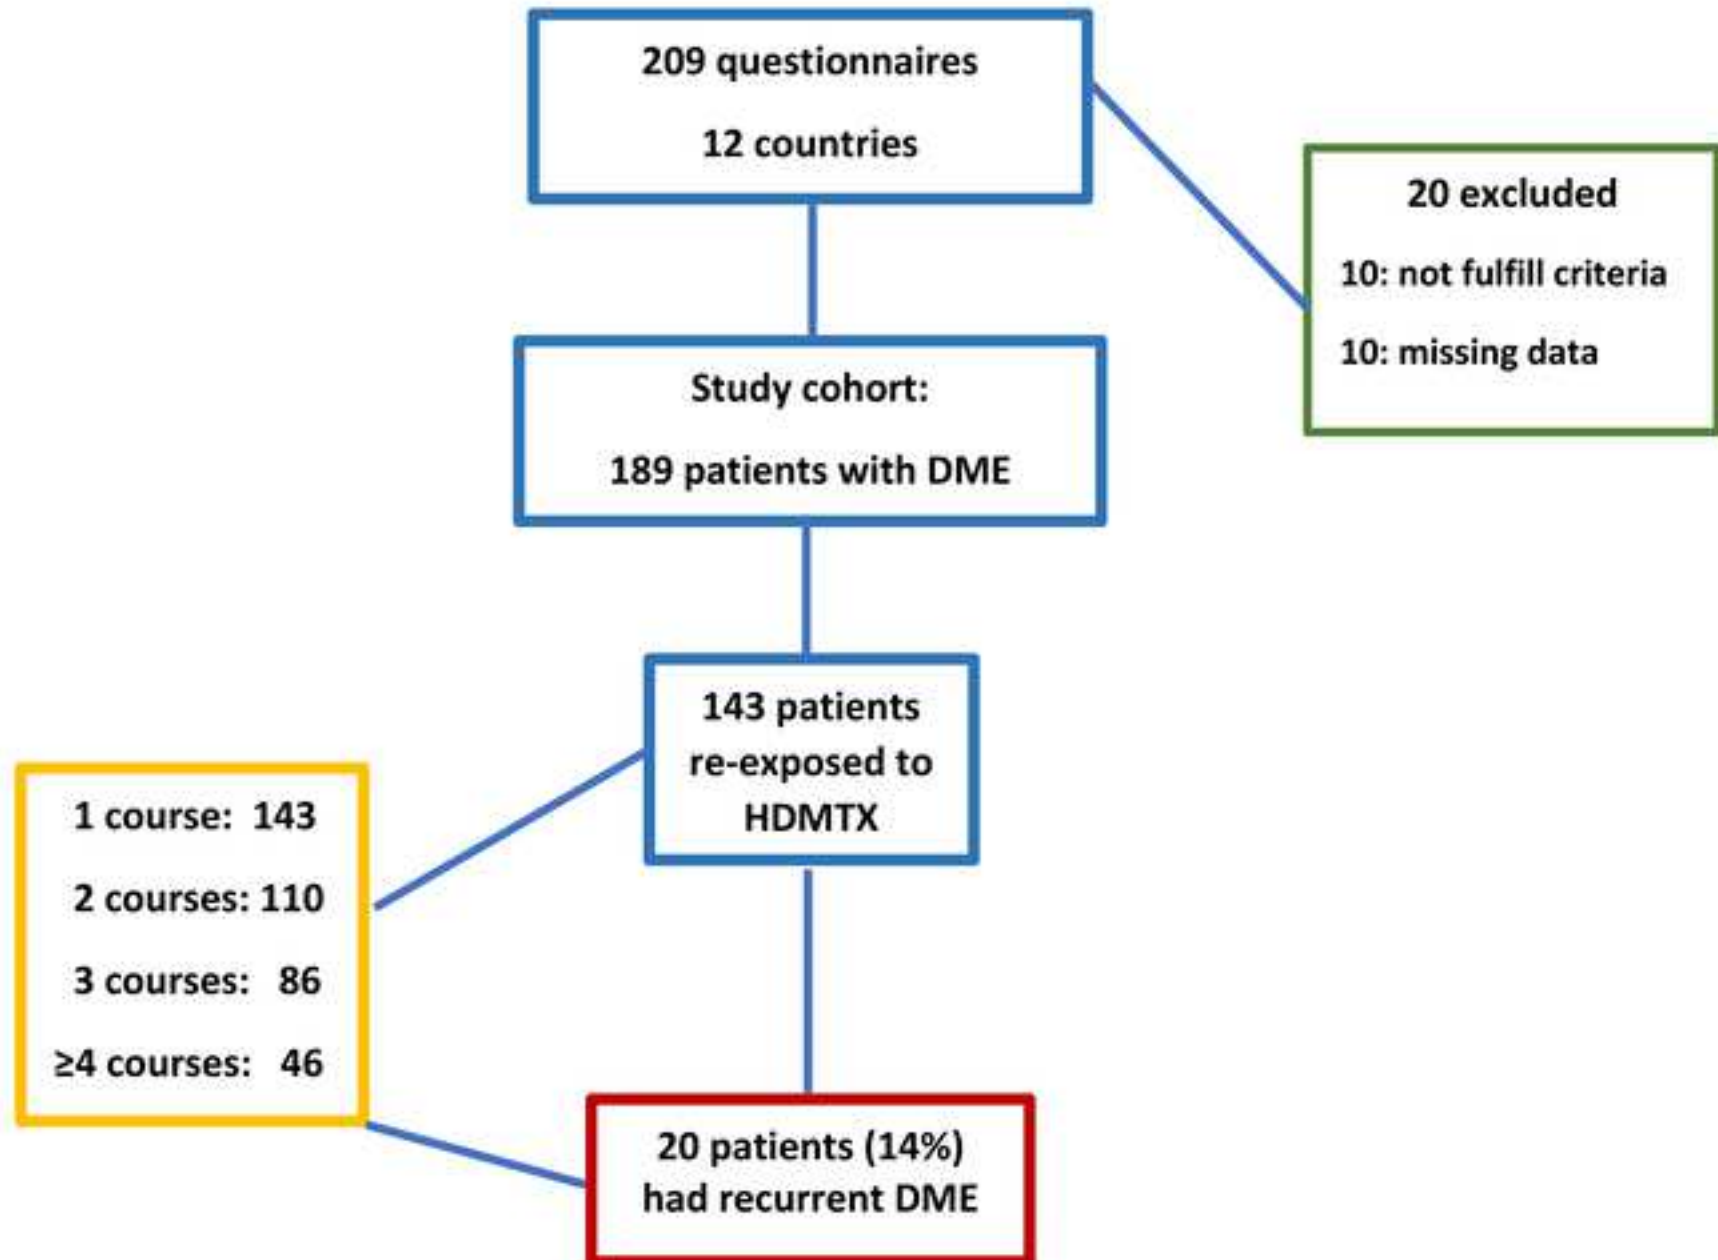 209 questionnaires
12 countries
20 excluded
10: not fulfill criteria
10: missing data
Study cohort:
189 patients with DME
143 patients
re-exposed to
HDMTX
1 course: 143
2 courses: 110
3 courses: 86
≥4 courses: 46
20 patients (14%)
had recurrent DME